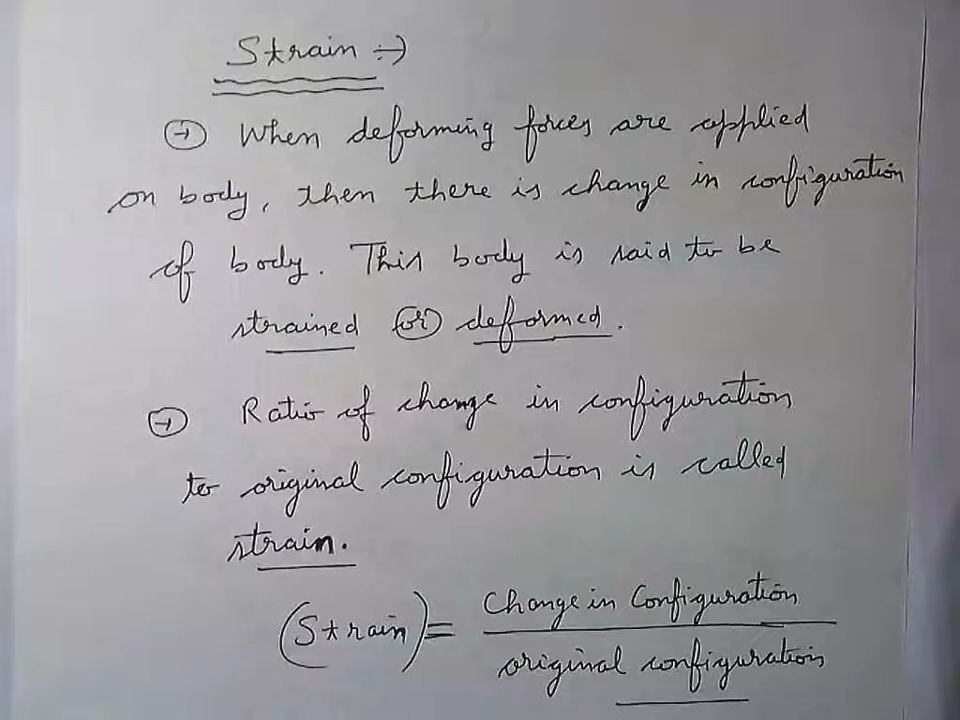 Strain ÷)
→ When deforming forces are applied
on body, then there is change in configuration
of body. This body is said to be
strained or deformed.
→ Ratio of change in configuration
to original configuration is called
strain.
(Strain) = Change in Configuration
original configuration